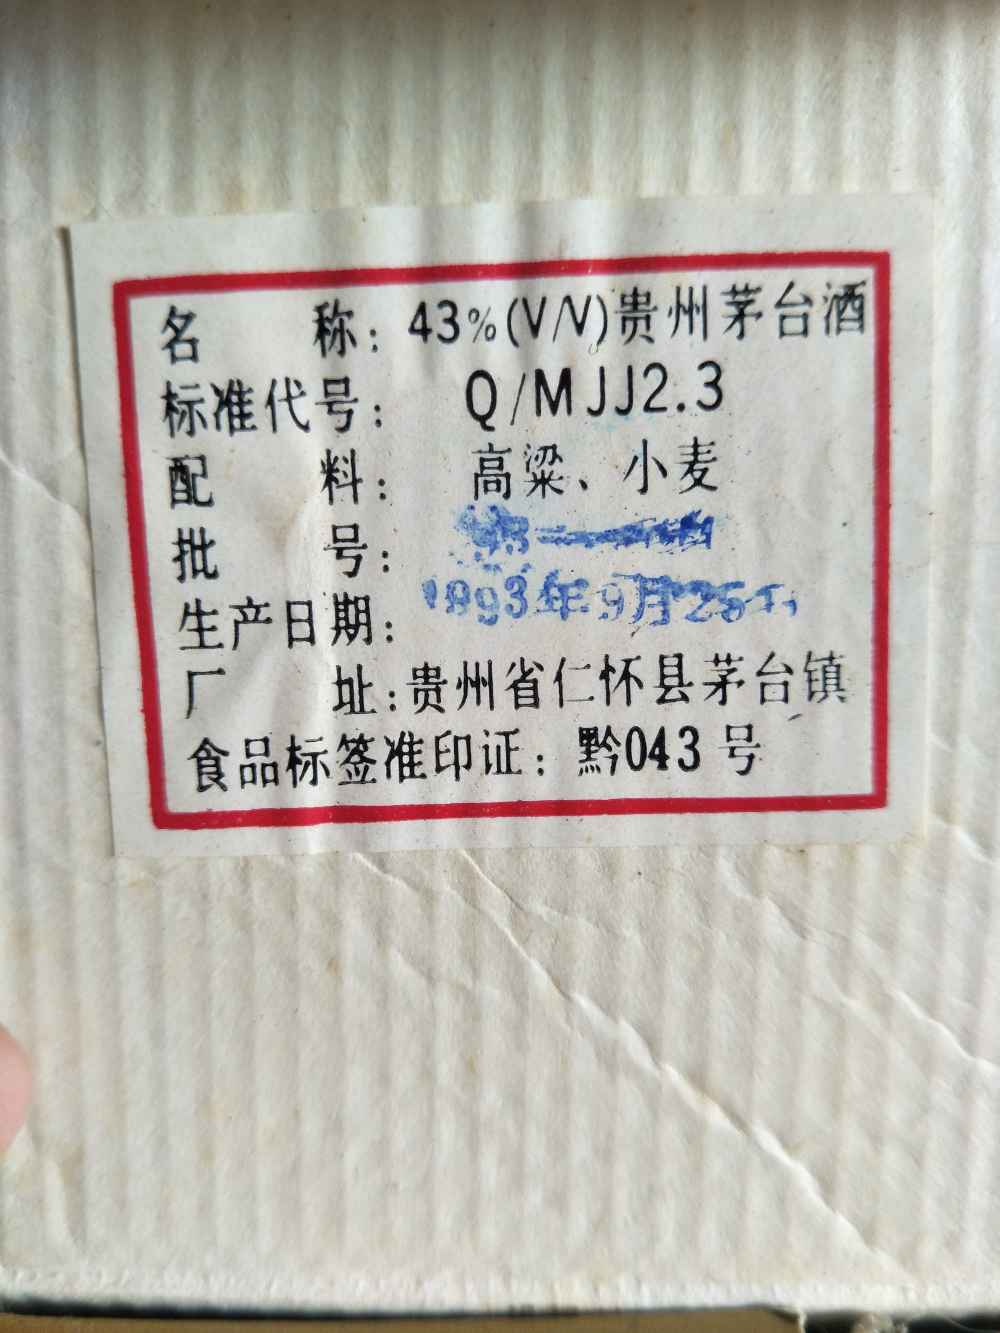 名 称：43%(V/V)贵州茅台酒
标准代号： Q/MJJ2.3
配 料： 高粱、小麦
批 号： 93
生产日期： 1993年9月25
厂 址：贵州省仁怀县茅台镇
食品标签准印证：黔043号